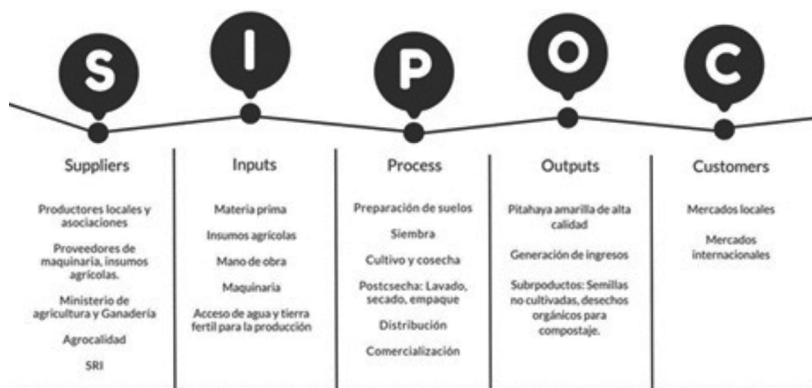 S
I
P
O
C
Suppliers
Productores locales y
asociaciones
Proveedores de
maquinaria, insumos
agrícolas.
Ministerio de
agricultura y Ganadería
Agrocalidad
SRI
Inputs
Materia prima
Insumos agrícolas
Mano de obra
Maquinaria
Acceso de agua y tierra
fertil para la producción
Process
Preparación de suelos
Siembra
Cultivo y cosecha
Postcsecha: Lavado,
secado, empaque
Distribución
Comercialización
Outputs
Pitahaya amarilla de alta
calidad
Generación de ingresos
Subrpoductos: Semillas
no cultivadas, desechos
orgánicos para
compostaje.
Customers
Mercados locales
Mercados
internacionales